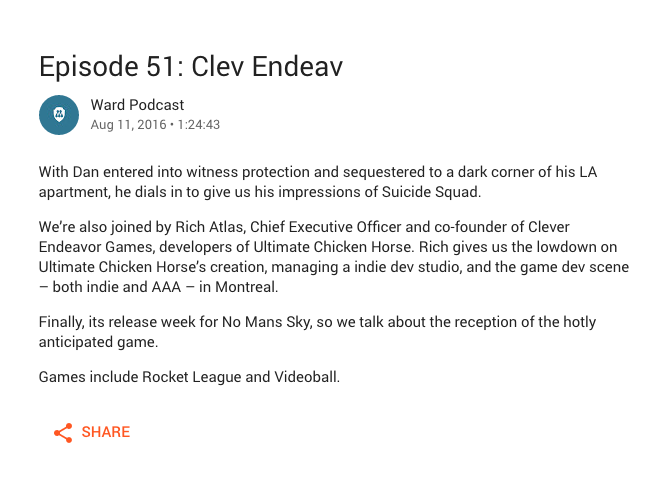 Episode 51: Clev Endeav
Ward Podcast
Aug 11, 2016 • 1:24:43
With Dan entered into witness protection and sequestered to a dark corner of his LA
apartment, he dials in to give us his impressions of Suicide Squad.
We’re also joined by Rich Atlas, Chief Executive Officer and co-founder of Clever
Endeavor Games, developers of Ultimate Chicken Horse. Rich gives us the lowdown on
Ultimate Chicken Horse’s creation, managing a indie dev studio, and the game dev scene
– both indie and AAA – in Montreal.
Finally, its release week for No Mans Sky, so we talk about the reception of the hotly
anticipated game.
Games include Rocket League and Videoball.
SHARE